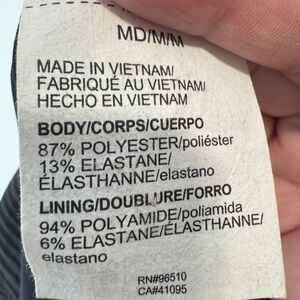 MD/M/M
MADE IN VIETNAM/
FABRIQUÉ AU VIETNAM/
HECHO EN VIETNAM
BODY/CORPS/CUERPO
87% POLYESTER/poliéster
13% ELASTANE/
ÉLASTHANNE/elastano
LINING/DOUBLURE/FORRO
94% POLYAMIDE/poliamida
6% ELASTANE/ÉLASTHANNE/
elastano
RN#96510
CA#41095